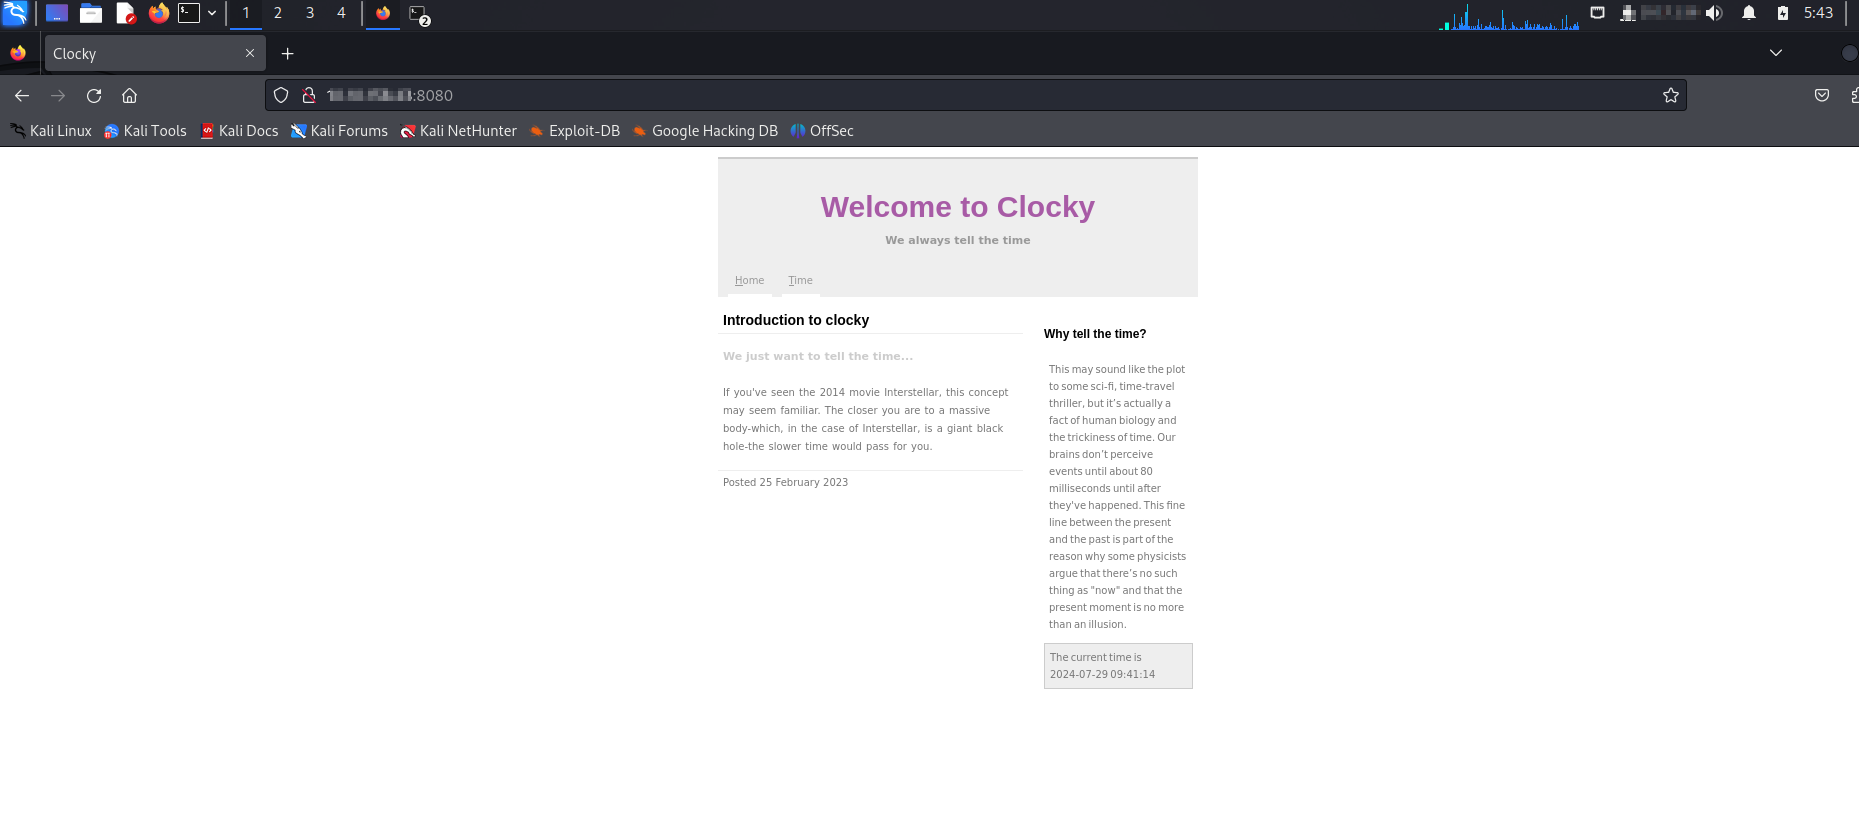 1 2 3 4
2
5:43
Clocky
:8080
Kali Linux Kali Tools Kali Docs Kali Forums Kali NetHunter Exploit-DB Google Hacking DB OffSec
Welcome to Clocky
We always tell the time
Home Time
Introduction to clocky
We just want to tell the time...
If you've seen the 2014 movie Interstellar, this concept
may seem familiar. The closer you are to a massive
body-which, in the case of Interstellar, is a giant black
hole-the slower time would pass for you.
Posted 25 February 2023
Why tell the time?
This may sound like the plot
to some sci-fi, time-travel
thriller, but it’s actually a
fact of human biology and
the trickiness of time. Our
brains don’t perceive
events until about 80
milliseconds until after
they've happened. This fine
line between the present
and the past is part of the
reason why some physicists
argue that there’s no such
thing as "now" and that the
present moment is no more
than an illusion.
The current time is
2024-07-29 09:41:14